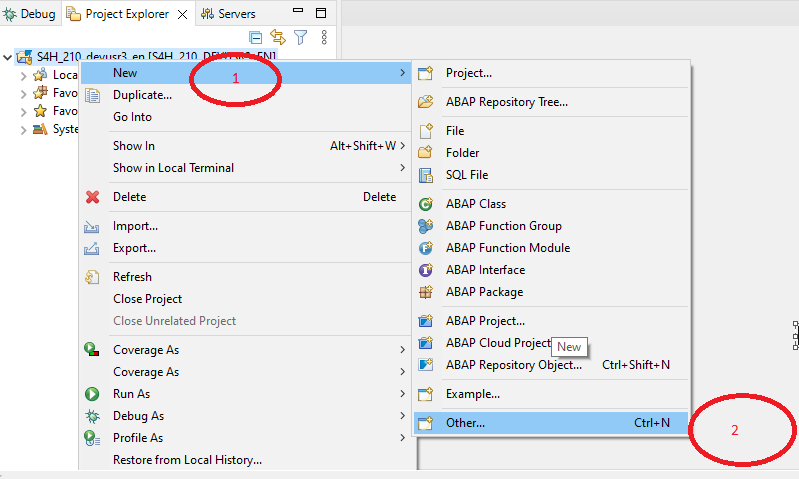 Debug Project Explorer Servers
S4H_210_devusr3_en [S4H_210_DEVUSR3_EN]
Loca
Favo
Favo
Syste
New 1
Duplicate...
Go Into
Show In Alt+Shift+W
Show in Local Terminal
Delete Delete
Import...
Export...
Refresh
Close Project
Close Unrelated Project
Coverage As
Coverage As
Run As
Debug As
Profile As
Restore from Local History...
Project...
ABAP Repository Tree...
File
Folder
SQL File
ABAP Class
ABAP Function Group
ABAP Function Module
ABAP Interface
ABAP Package
ABAP Project...
ABAP Cloud Project
New
ABAP Repository Object... Ctrl+Shift+N
Example...
Other... Ctrl+N
2